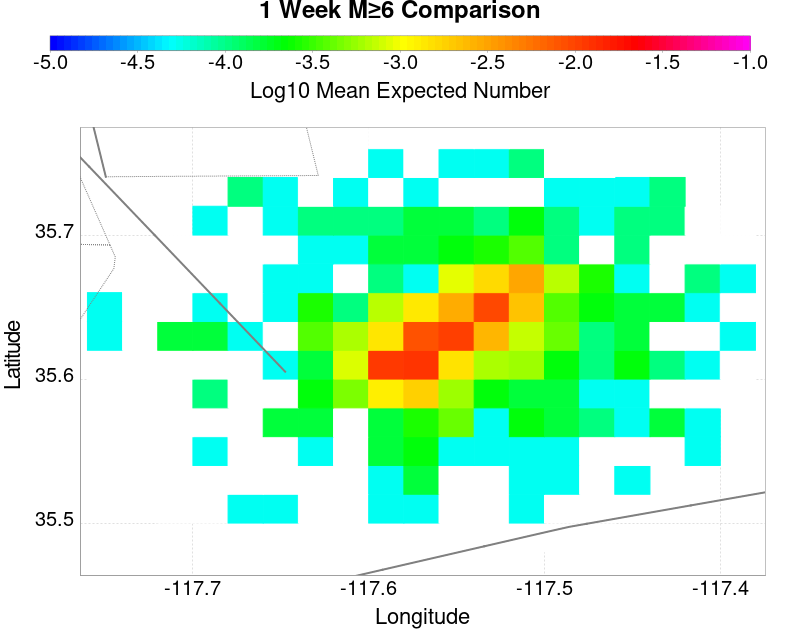 1 Week M≥6 Comparison
-5.0 -4.5 -4.0 -3.5 -3.0 -2.5 -2.0 -1.5 -1.0
Log10 Mean Expected Number
35.7
35.6
35.5
Latitude
-117.7 -117.6 -117.5 -117.4
Longitude